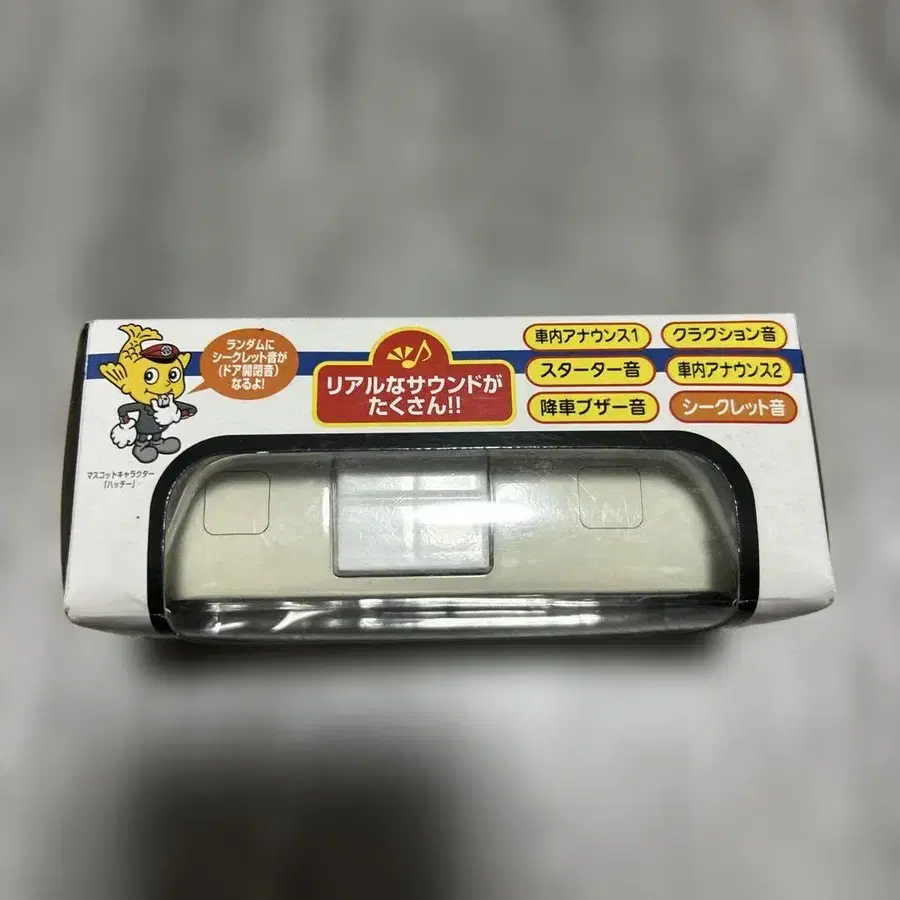 ランダムに
シークレット音が
(ドア開閉音)
なるよ!
マスコットキャラクター
「ハッチー」
リアルなサウンドが
たくさん!!
車内アナウンス1
クラクション音
スターター音
車内アナウンス2
降車ブザー音
シークレット音